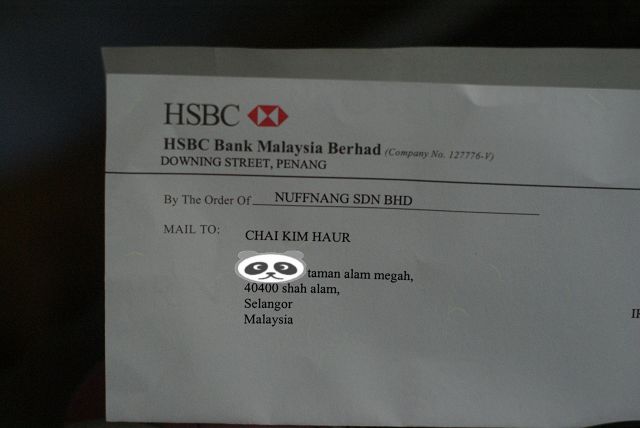 HSBC
HSBC Bank Malaysia Berhad (Company No. 127776-V)
DOWNING STREET, PENANG
By The Order Of NUFFNANG SDN BHD
MAIL TO: CHAI KIM HAUR
taman alam megah,
40400 shah alam,
Selangor
Malaysia